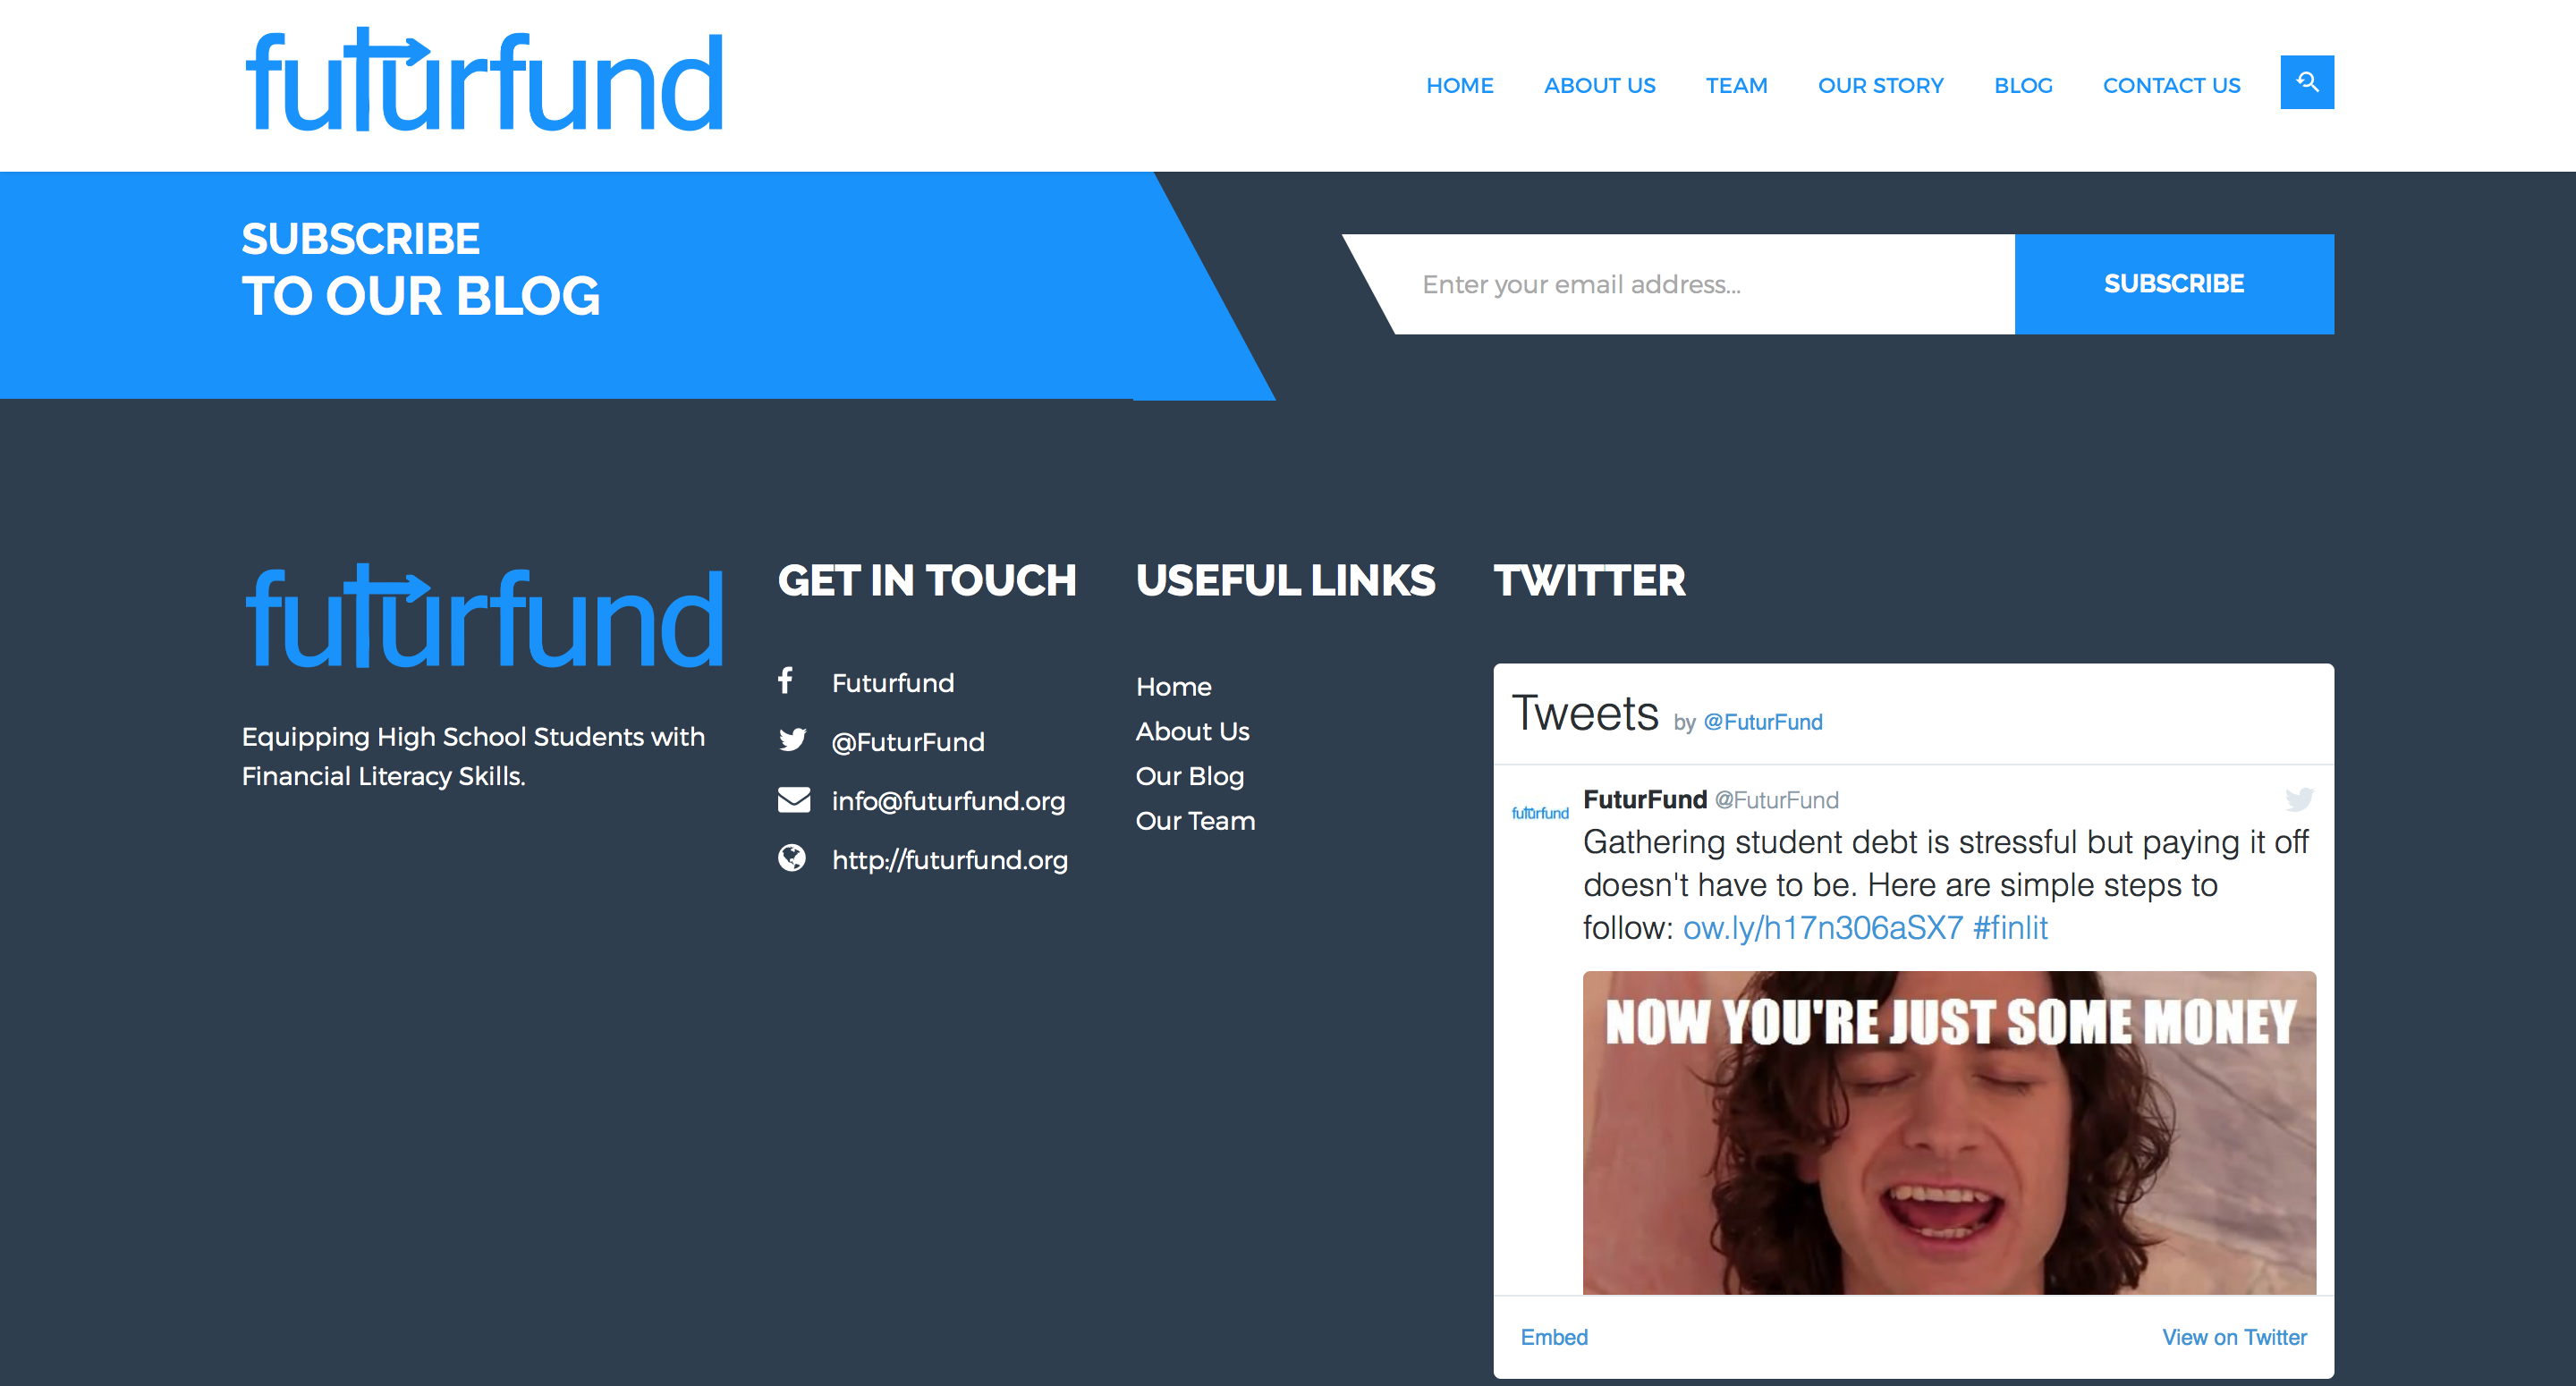 futurfund
HOME ABOUT US TEAM OUR STORY BLOG CONTACT US
SUBSCRIBE
TO OUR BLOG
Enter your email address...
SUBSCRIBE
futurfund
Equipping High School Students with
Financial Literacy Skills.
GET IN TOUCH
Futurfund
@FuturFund
info@futurfund.org
http://futurfund.org
USEFUL LINKS
Home
About Us
Our Blog
Our Team
TWITTER
Tweets by @FuturFund
futurfund
FuturFund @FuturFund
Gathering student debt is stressful but paying it off
doesn't have to be. Here are simple steps to
follow: ow.ly/h17n306aSX7 #finlit
NOW YOU'RE JUST SOME MONEY
Embed
View on Twitter